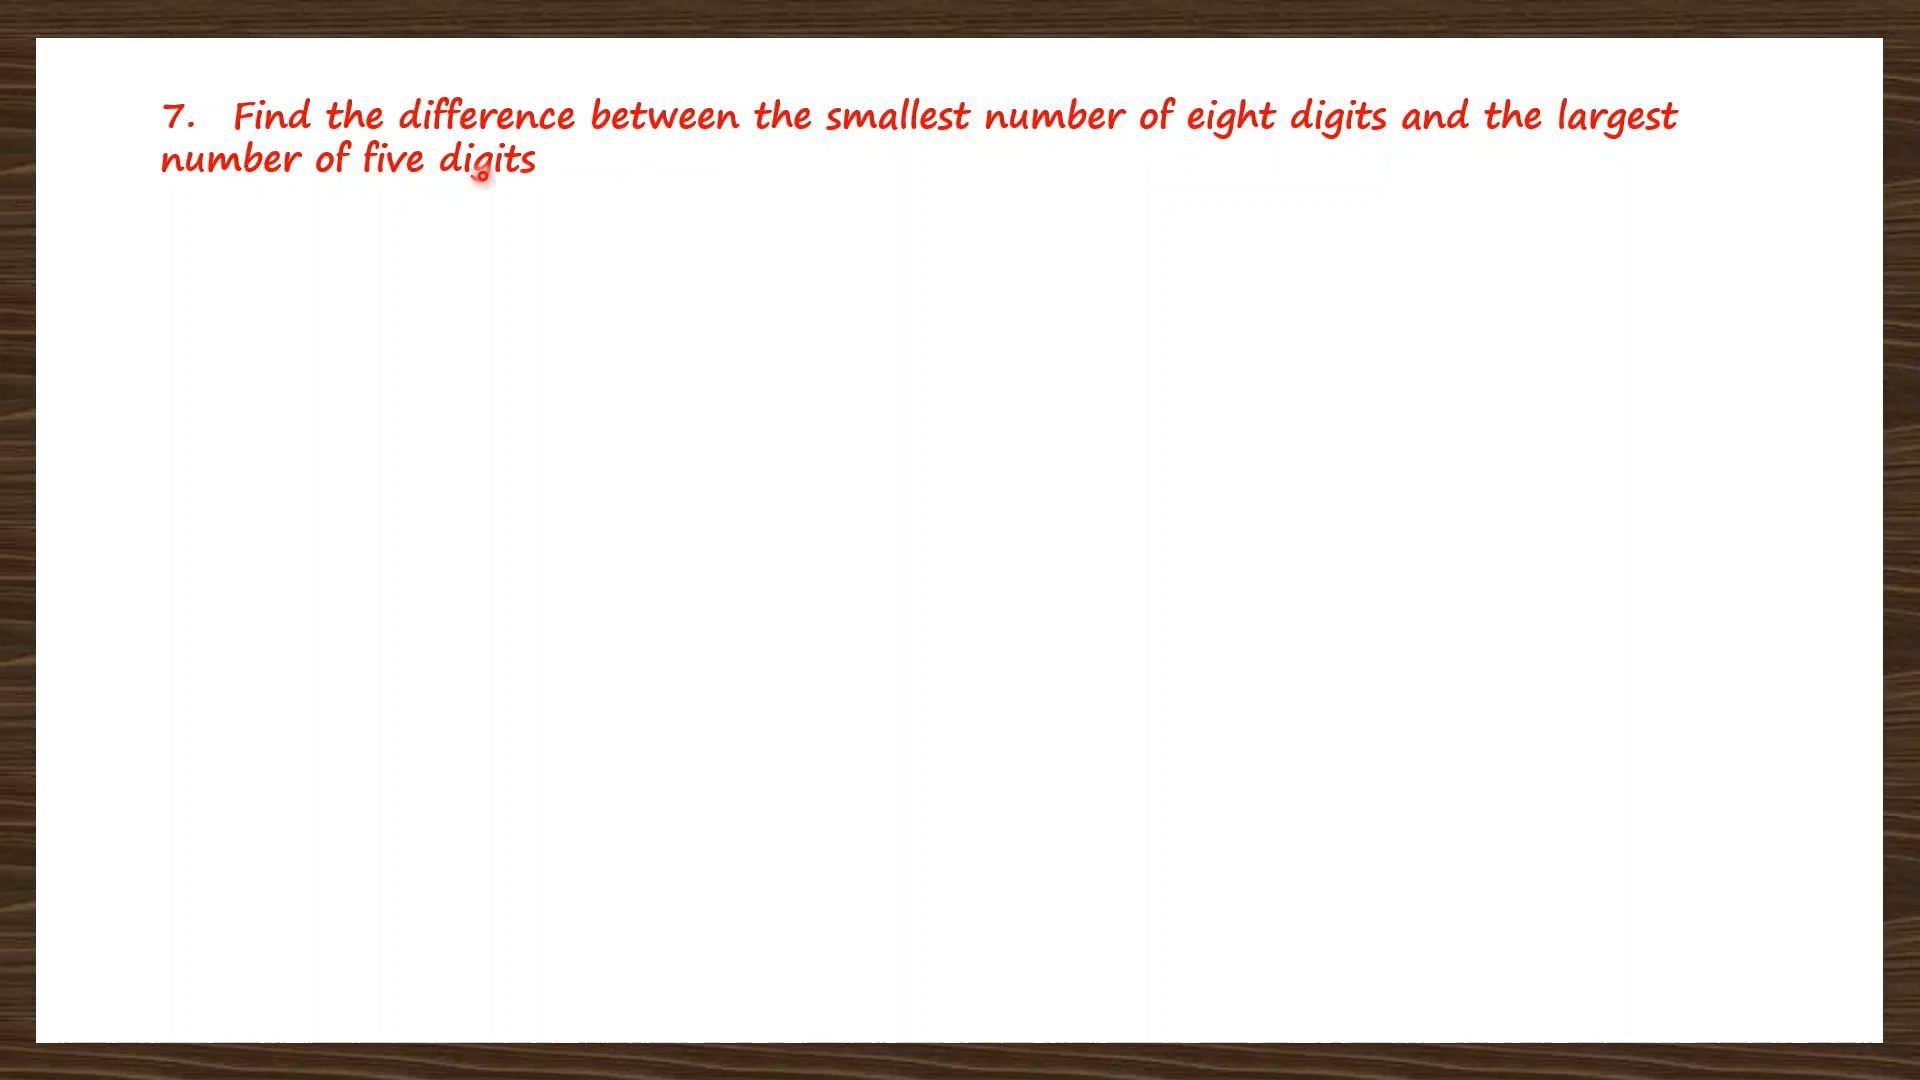 7. Find the difference between the smallest number of eight digits and the largest
number of five digits